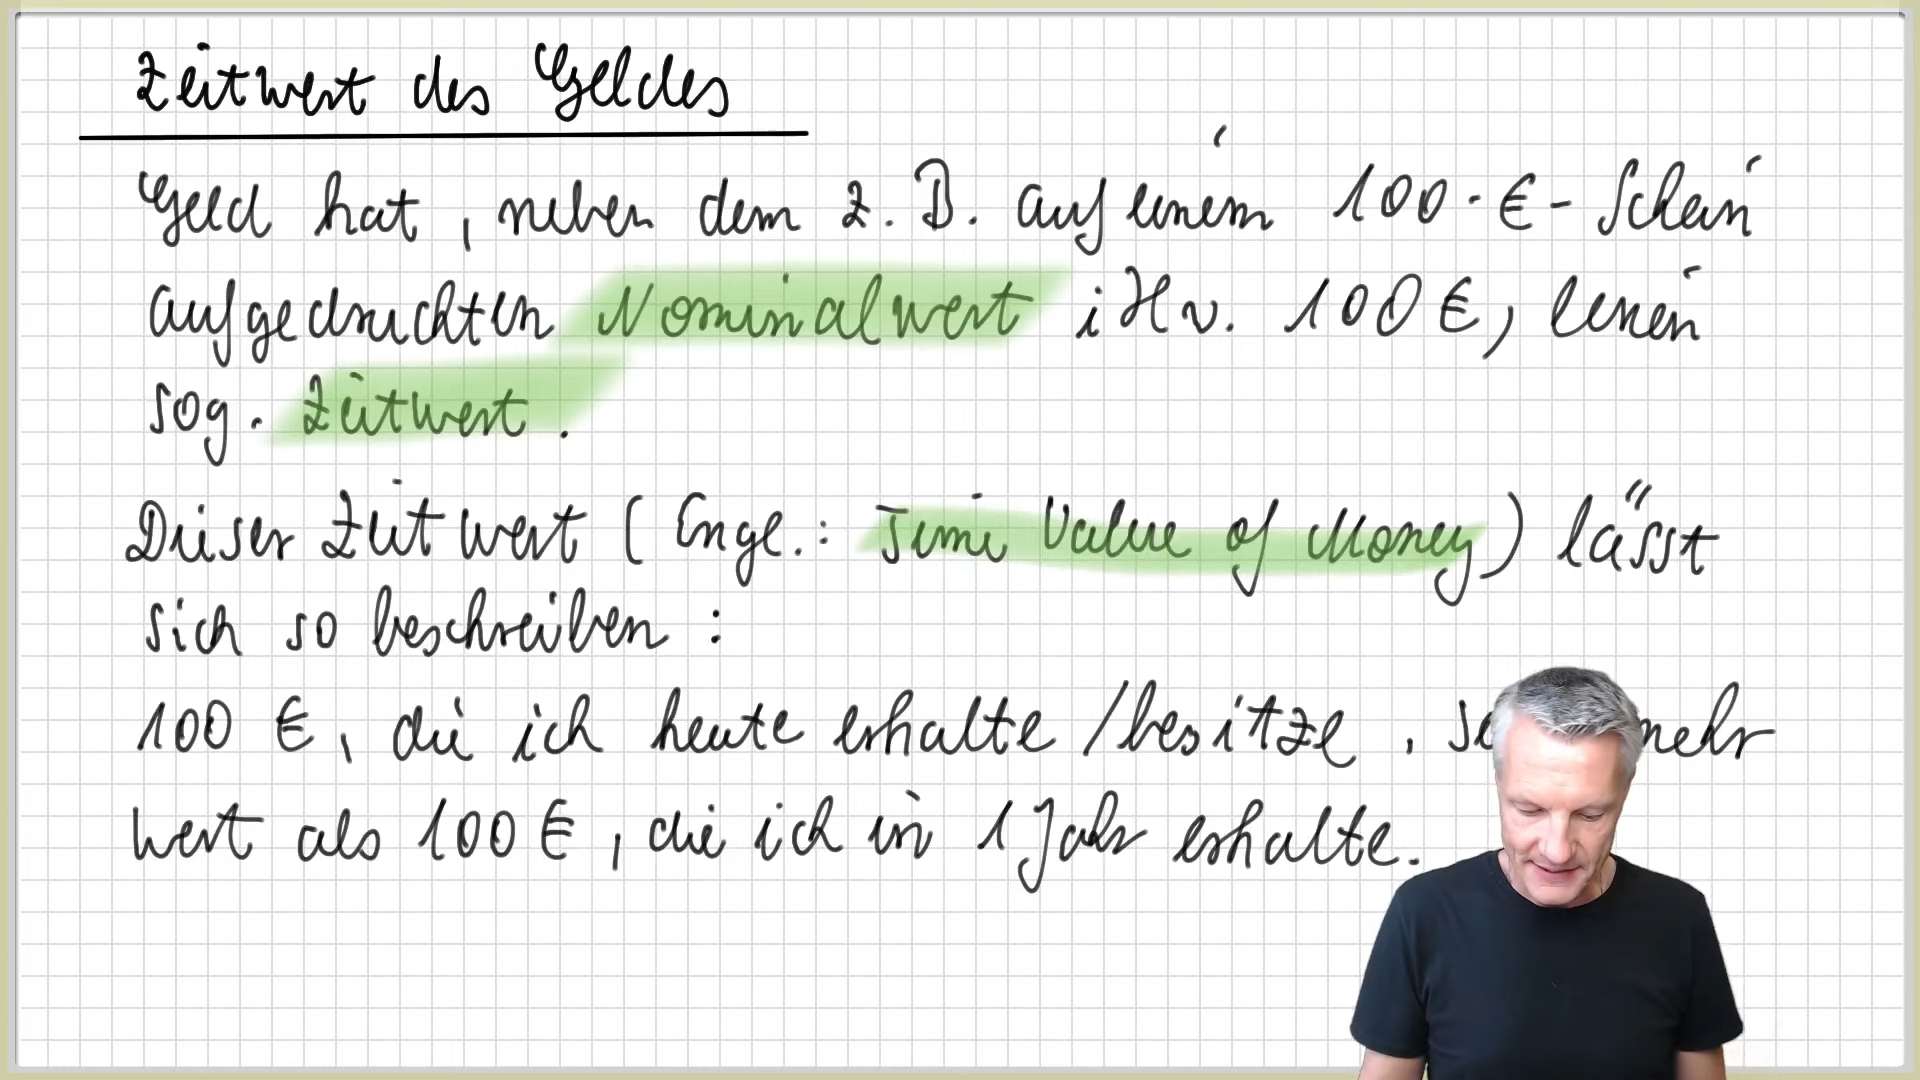 Zeitwert des Geldes
Geld hat, neben dem z. B. auf einem 100-€-Schein
aufgedruckten Nominalwert iHv. 100 €, einen
sog. Zeitwert.
Dieser Zeitwert (Engl.: Time Value of Money) lässt
sich so beschreiben:
100 €, die ich heute erhalte/besitze, mehr
wert als 100 €, die ich in 1 Jahr erhalte.